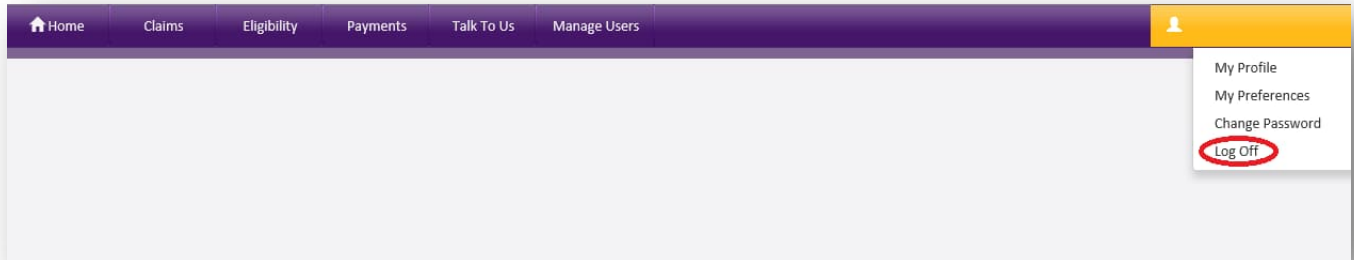 Home Claims Eligibility Payments Talk To Us Manage Users
My Profile
My Preferences
Change Password
Log Off